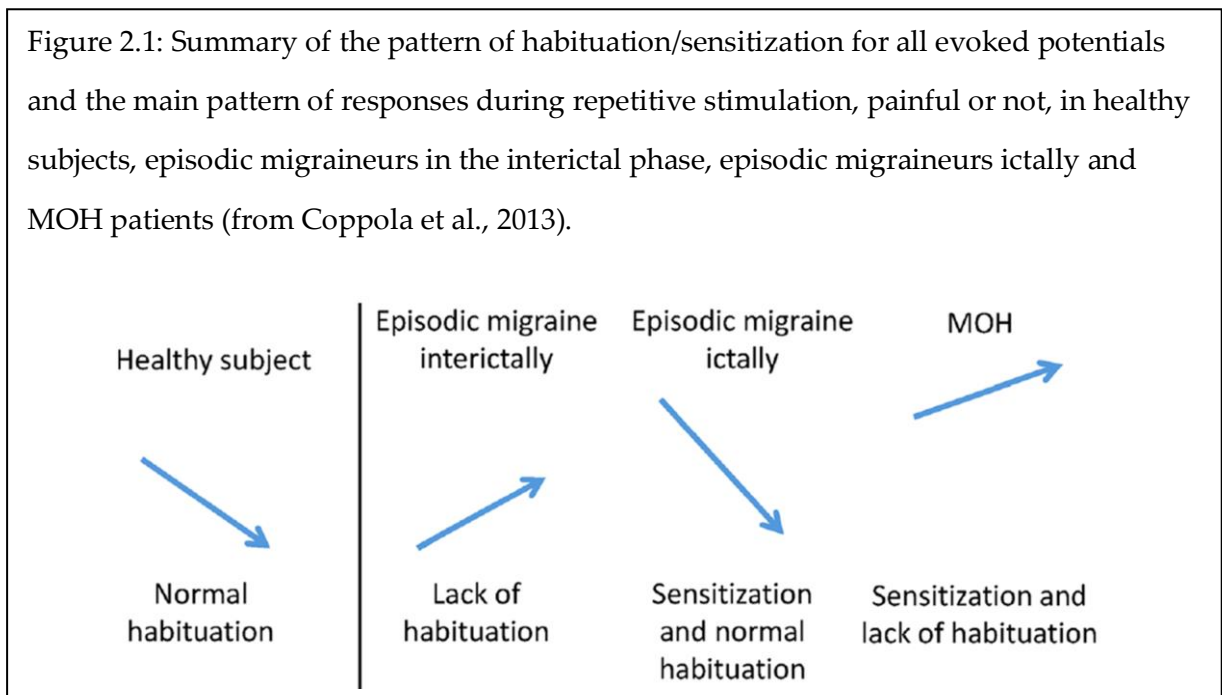 Figure 2.1: Summary of the pattern of habituation/sensitization for all evoked potentials
and the main pattern of responses during repetitive stimulation, painful or not, in healthy
subjects, episodic migraineurs in the interictal phase, episodic migraineurs ictally and
MOH patients (from Coppola et al., 2013).
Healthy subject
Episodic migraine
interictally
Episodic migraine
ictally
MOH
Normal
habituation
Lack of
habituation
Sensitization
and normal
habituation
Sensitization and
lack of habituation